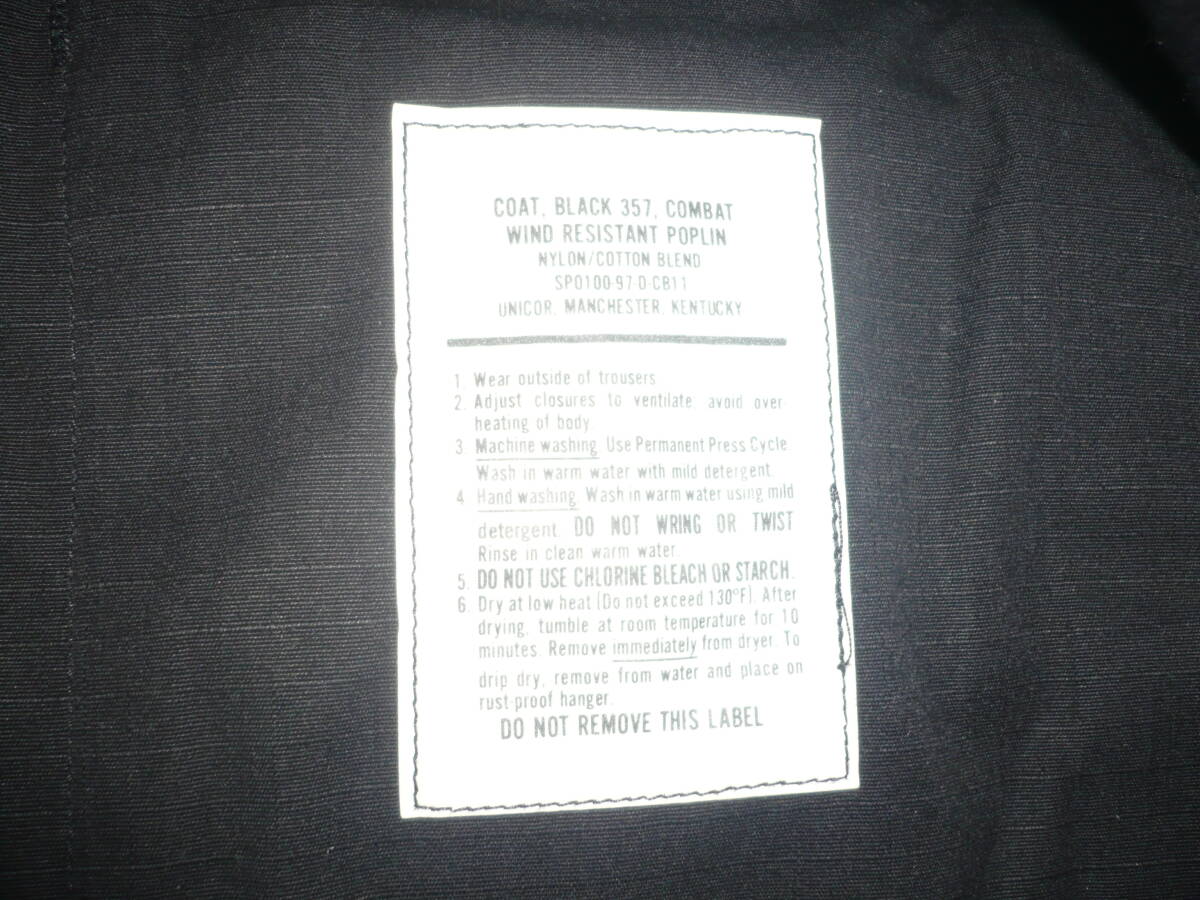 COAT, BLACK 357, COMBAT
WIND RESISTANT POPLIN
NYLON/COTTON BLEND
SPO100-97-D-CB11
UNICOR, MANCHESTER, KENTUCKY
1. Wear outside of trousers
2. Adjust closures to ventilate, avoid over-
heating of body.
3. Machine washing. Use Permanent Press Cycle.
Wash in warm water with mild detergent.
4. Hand washing. Wash in warm water using mild
detergent. DO NOT WRING OR TWIST
Rinse in clean warm water.
5. DO NOT USE CHLORINE BLEACH OR STARCH.
6. Dry at low heat (Do not exceed 130°F). After
drying, tumble at room temperature for 10
minutes. Remove immediately from dryer. To
drip dry, remove from water and place on
rust-proof hanger.
DO NOT REMOVE THIS LABEL